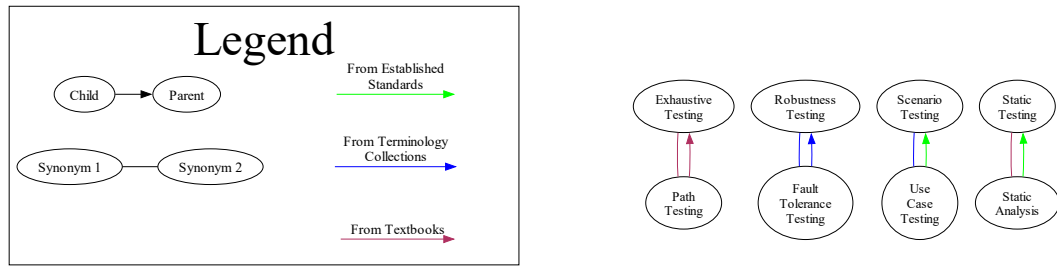 Legend
Child
Parent
From Established
Standards
Synonym 1
Synonym 2
From Terminology
Collections
From Textbooks
Exhaustive
Testing
Robustness
Testing
Scenario
Testing
Static
Testing
Path
Testing
Fault
Tolerance
Testing
Use
Case
Testing
Static
Analysis